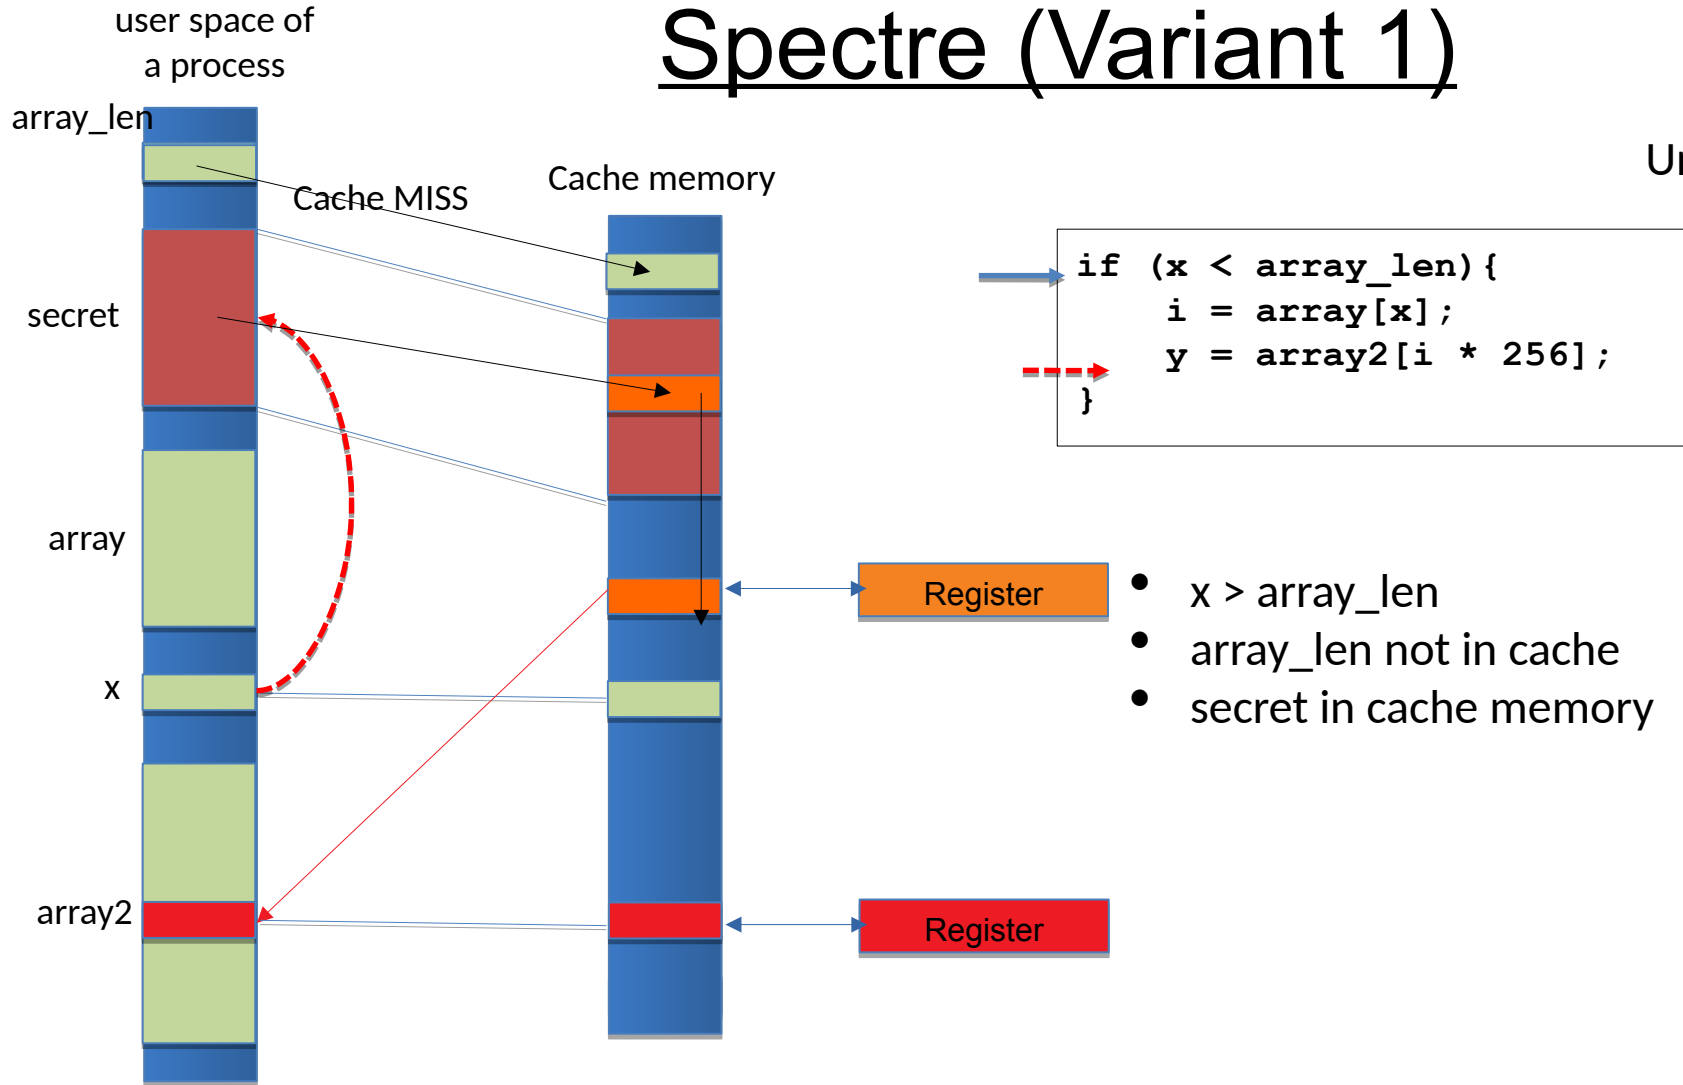 user space of
a process
Spectre (Variant 1)
array_len
Cache MISS
Cache memory
secret
array
x
array2
if (x < array_len){
i = array[x];
y = array2[i * 256];
}
Register
Register
• x > array_len
• array_len not in cache
• secret in cache memory